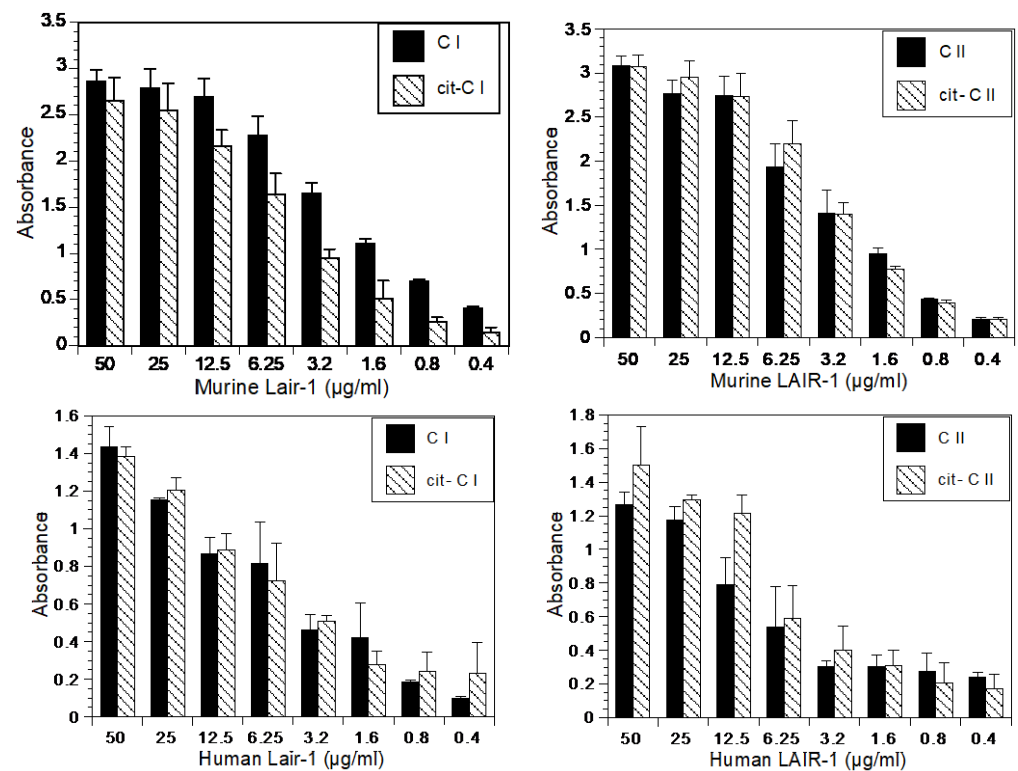 3.5
3
2.5
2
1.5
1
0.5
0
Absorbance
C I
cit-C I
50 25 12.5 6.25 3.2 1.6 0.8 0.4
Murine Lair-1 (µg/ml)
3.5
3
2.5
2
1.5
1
0.5
0
Absorbance
C II
cit- C II
50 25 12.5 6.25 3.2 1.6 0.8 0.4
Murine LAIR-1 (µg/ml)
1.6
1.4
1.2
1
0.8
0.6
0.4
0.2
0
Absorbance
C I
cit- C I
50 25 12.5 6.25 3.2 1.6 0.8 0.4
Human Lair-1 (µg/ml)
1.8
1.6
1.4
1.2
1
0.8
0.6
0.4
0.2
0
Absorbance
C II
cit- C II
50 25 12.5 6.25 3.2 1.6 0.8 0.4
Human LAIR-1 (µg/ml)